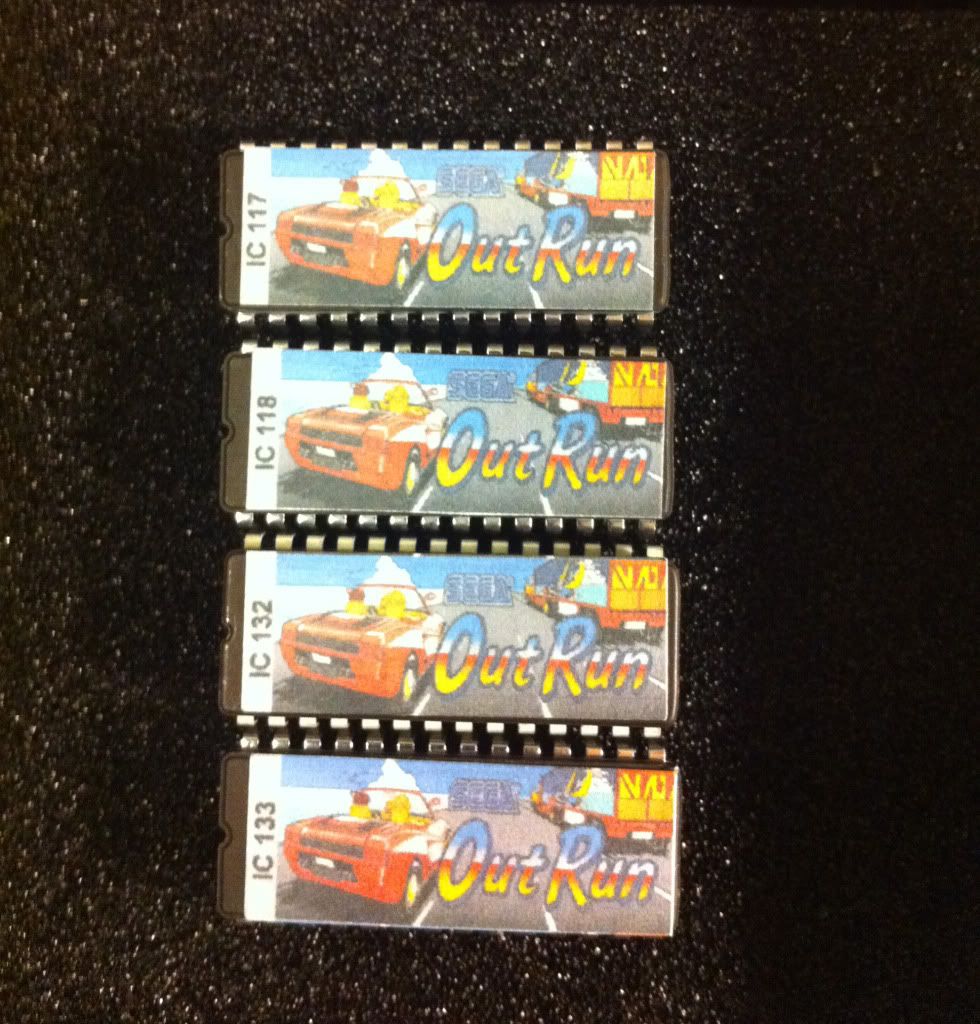 IC 117
SEGA
OutRun
IC 118
SEGA
OutRun
IC 132
SEGA
OutRun
IC 133
SEGA
OutRun